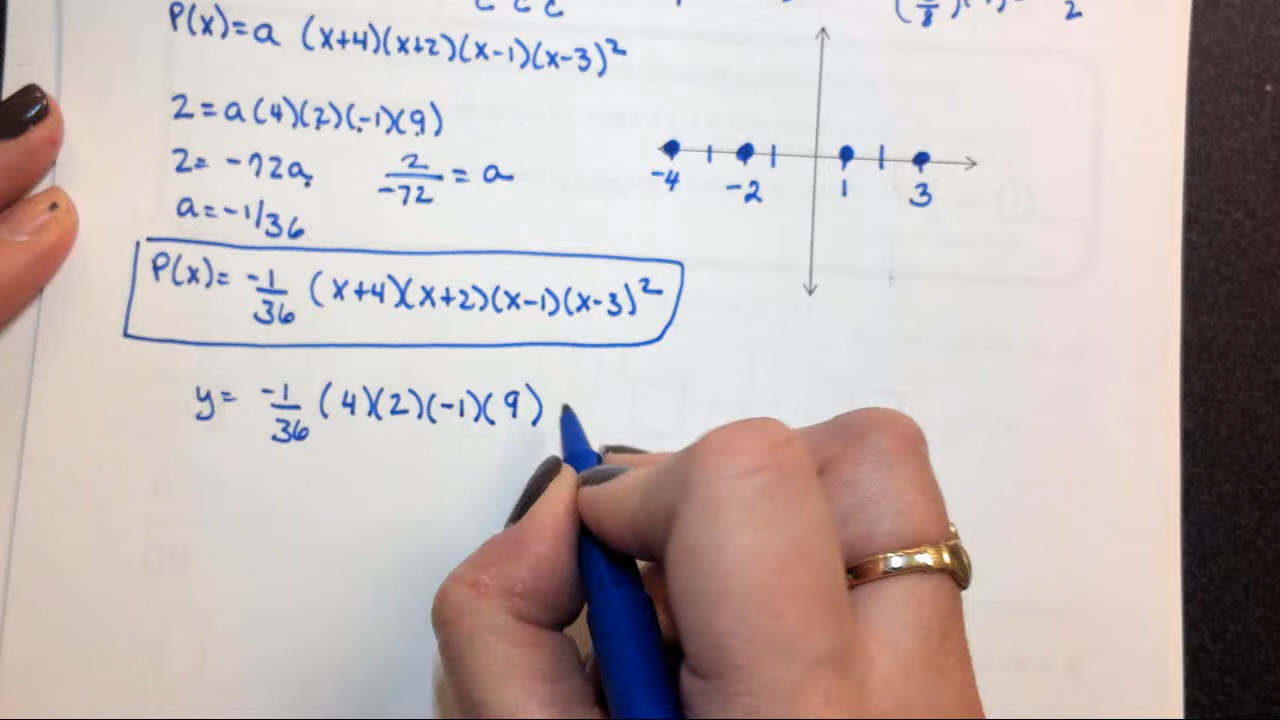 P(x)= a (x+4)(x+2)(x-1)(x-3)²
2 = a(4)(2)(-1)(9)
2 = -72a, 2/-72 = a
a = -1/36
P(x)= -1/36 (x+4)(x+2)(x-1)(x-3)²
y= -1/36 (4)(2)(-1)(9)
-4 -2 1 3